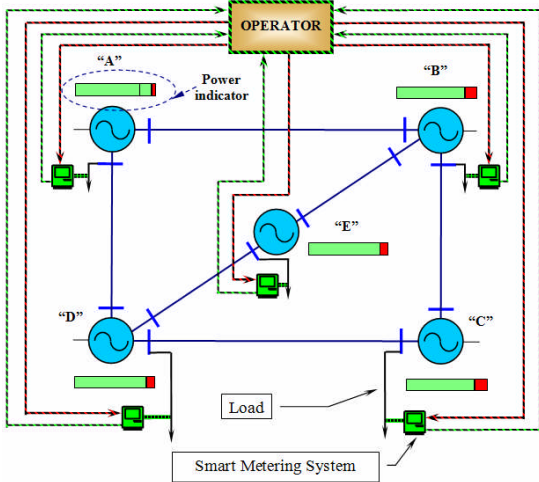 OPERATOR
“A”
“B”
Power
indicator
“E”
“D”
“C”
Load
Smart Metering System